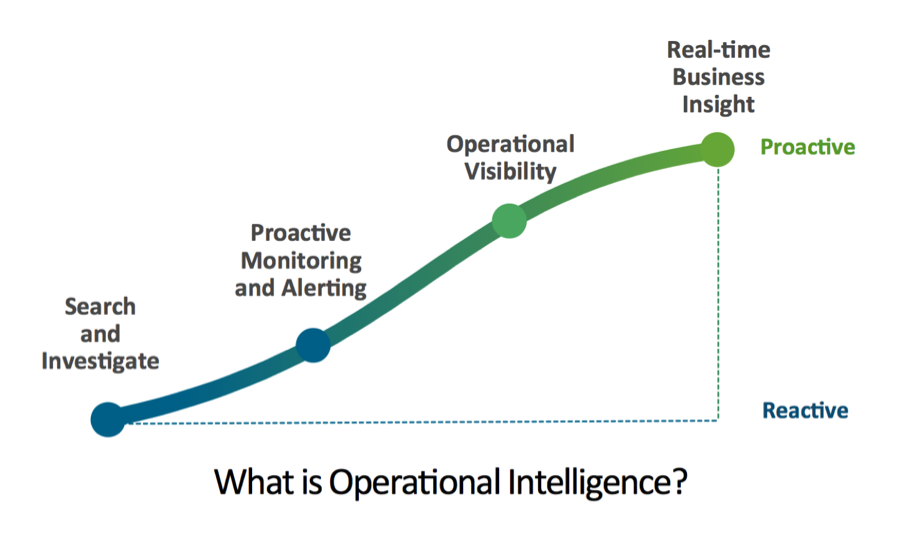 Real-time
Business
Insight
Proactive
Operational
Visibility
Proactive
Monitoring
and Alerting
Search
and
Investigate
Reactive
What is Operational Intelligence?